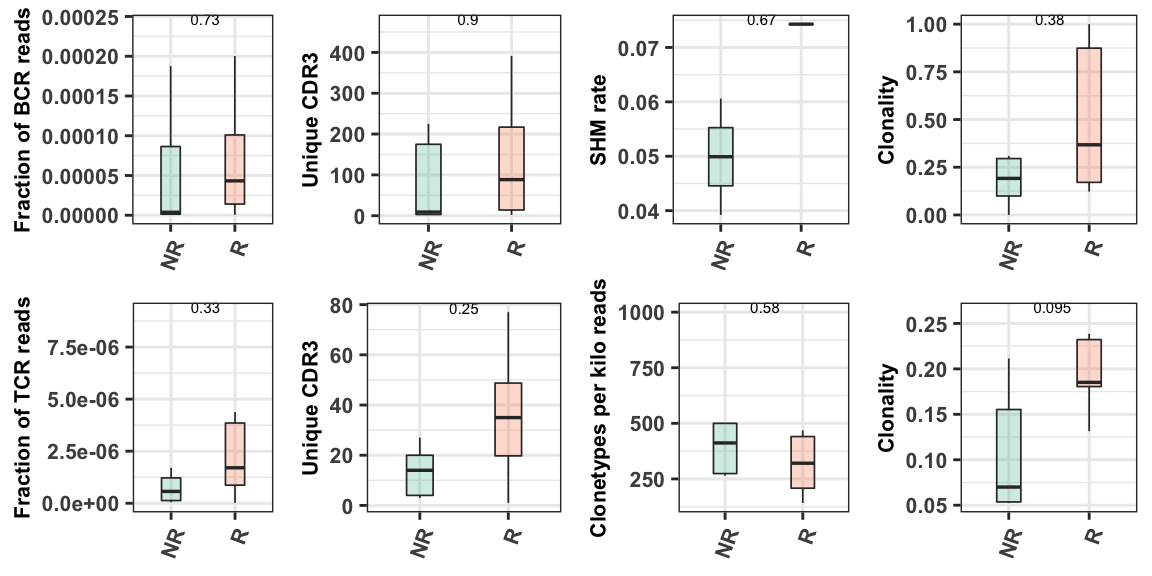 Fraction of BCR reads
0.00025
0.00020
0.00015
0.00010
0.00005
0.00000
0.73
NR
R
Unique CDR3
400
300
200
100
0
0.9
NR
R
SHM rate
0.07
0.06
0.05
0.04
0.67
NR
R
Clonality
1.00
0.75
0.50
0.25
0.00
0.38
NR
R
Fraction of TCR reads
7.5e-06
5.0e-06
2.5e-06
0.0e+00
0.33
NR
R
Unique CDR3
80
60
40
20
0
0.25
NR
R
Clonetypes per kilo reads
1000
750
500
250
0.58
NR
R
Clonality
0.25
0.20
0.15
0.10
0.05
0.095
NR
R